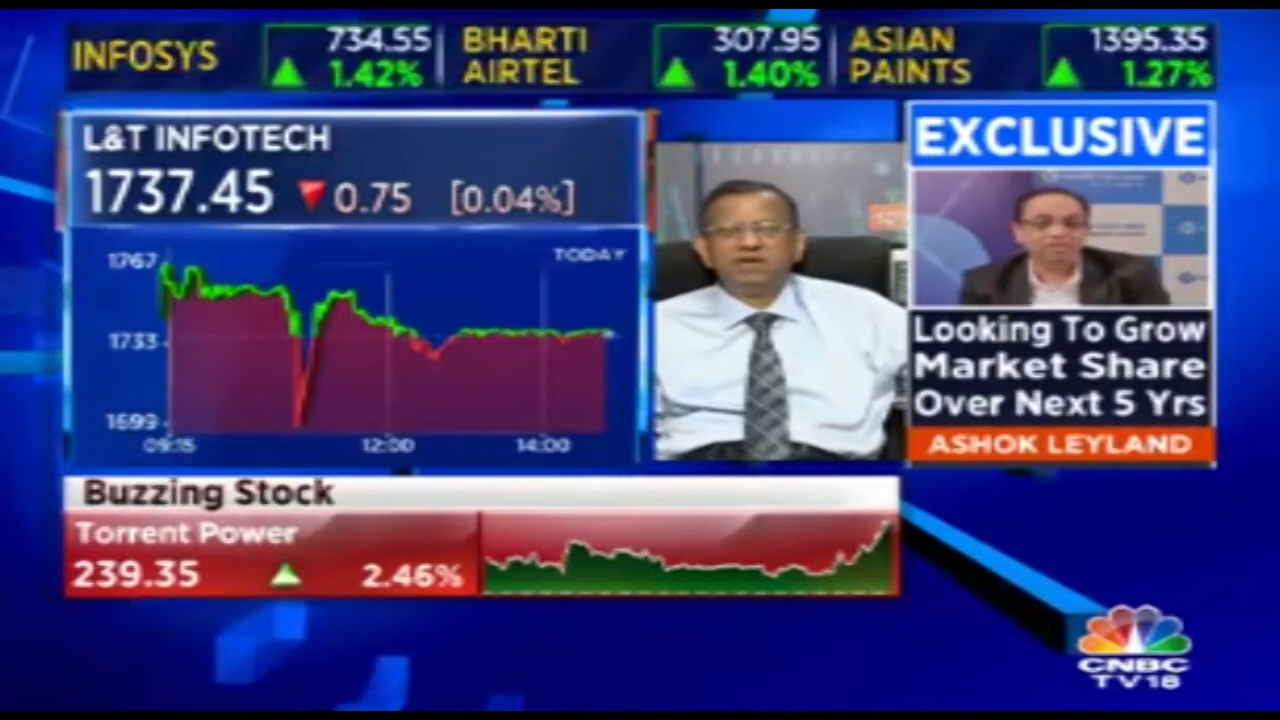 INFOSYS
734.55
1.42%
BHARTI
AIRTEL
307.95
1.40%
ASIAN
PAINTS
1395.35
1.27%
L&T INFOTECH
1737.45 0.75 [0.04%]
TODAY
1767
1733
1699
09:15 12:00 14:00
EXCLUSIVE
Looking To Grow
Market Share
Over Next 5 Yrs
ASHOK LEYLAND
Buzzing Stock
Torrent Power
239.35 2.46%
CNBC
TV18